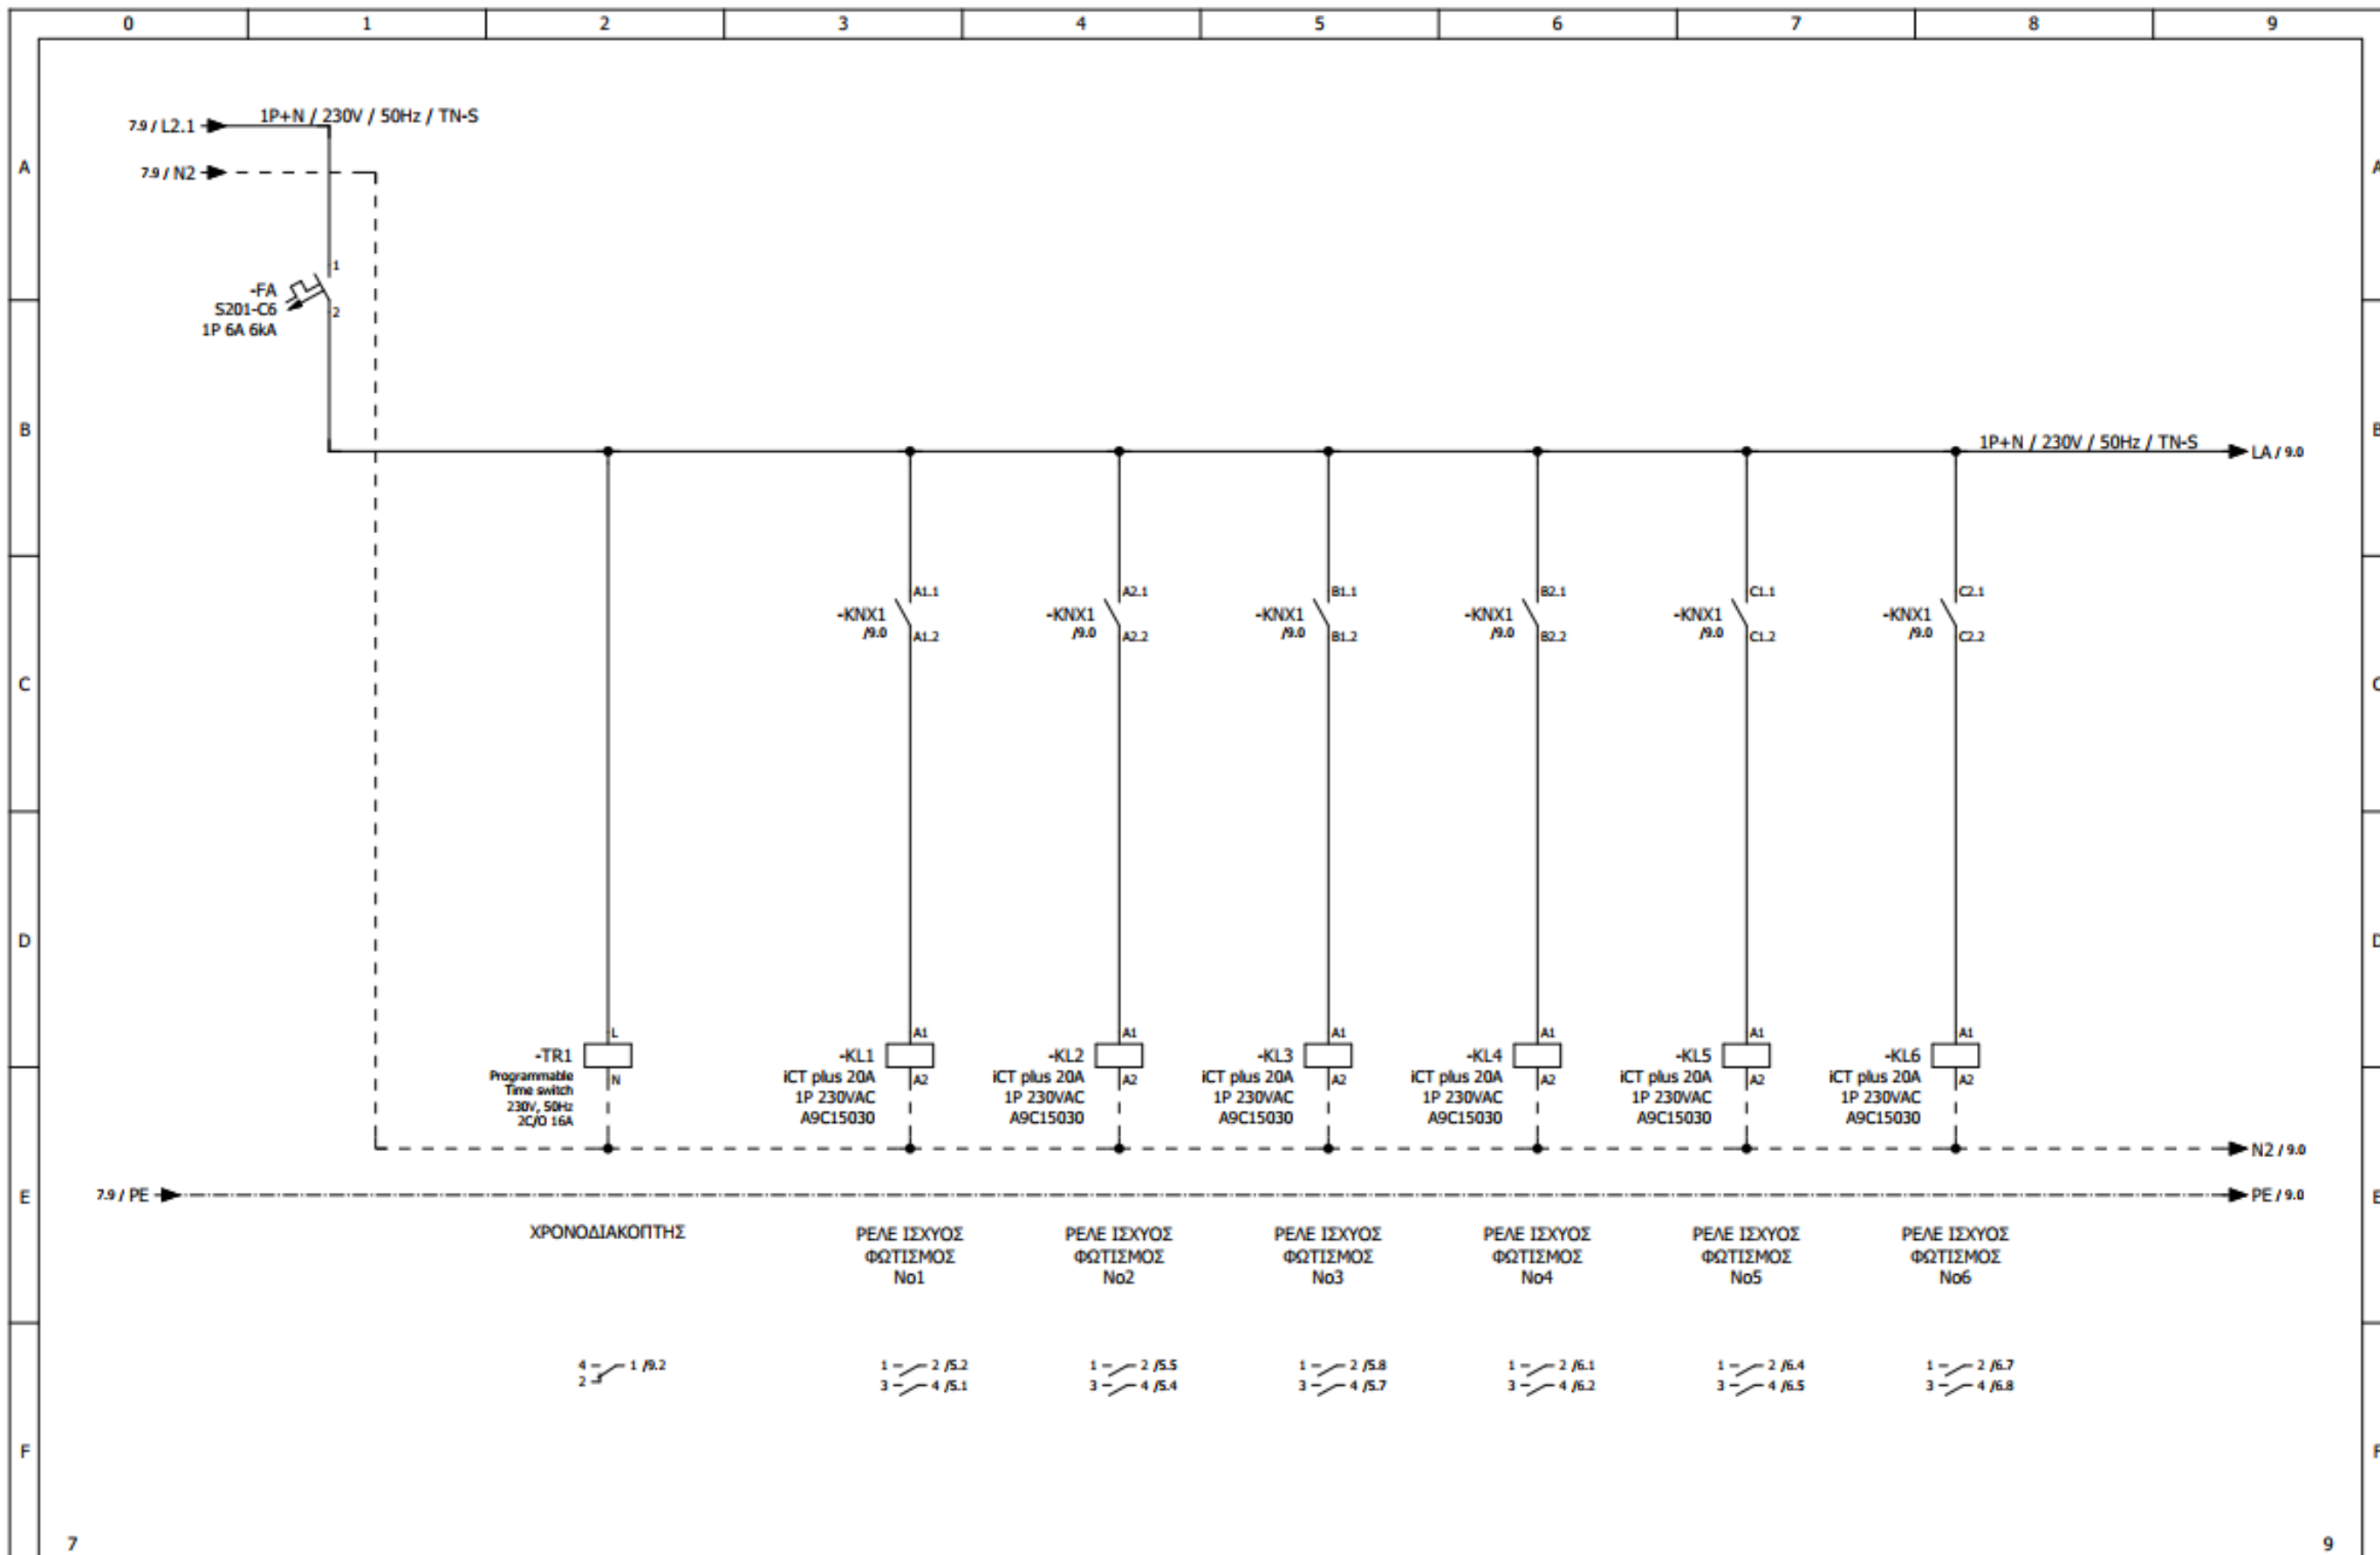 0 1 2 3 4 5 6 7 8 9
7.9 / L2.1
1P+N / 230V / 50Hz / TN-S
A
7.9 / N2
A
1
-FA
S201-C6
2
1P 6A 6kA
B
1P+N / 230V / 50Hz / TN-S
LA / 9.0
B
A1.1 A2.1 B1.1 B2.1 C1.1 C2.1
-KNX1 -KNX1 -KNX1 -KNX1 -KNX1 -KNX1
/9.0 /9.0 /9.0 /9.0 /9.0 /9.0
A1.2 A2.2 B1.2 B2.2 C1.2 C2.2
C C
D D
L A1 A1 A1 A1 A1 A1
-TR1 -KL1 -KL2 -KL3 -KL4 -KL5 -KL6
N A2 A2 A2 A2 A2 A2
Programmable
Time switch
230V, 50Hz
2C/O 16A
iCT plus 20A iCT plus 20A iCT plus 20A iCT plus 20A iCT plus 20A iCT plus 20A
1P 230VAC 1P 230VAC 1P 230VAC 1P 230VAC 1P 230VAC 1P 230VAC
A9C15030 A9C15030 A9C15030 A9C15030 A9C15030 A9C15030
N2 / 9.0
E
7.9 / PE
PE / 9.0
E
ΧΡΟΝΟΔΙΑΚΟΠΤΗΣ
ΡΕΛΕ ΙΣΧΥΟΣ ΡΕΛΕ ΙΣΧΥΟΣ ΡΕΛΕ ΙΣΧΥΟΣ ΡΕΛΕ ΙΣΧΥΟΣ ΡΕΛΕ ΙΣΧΥΟΣ ΡΕΛΕ ΙΣΧΥΟΣ
ΦΩΤΙΣΜΟΣ ΦΩΤΙΣΜΟΣ ΦΩΤΙΣΜΟΣ ΦΩΤΙΣΜΟΣ ΦΩΤΙΣΜΟΣ ΦΩΤΙΣΜΟΣ
No1 No2 No3 No4 No5 No6
4 1 /9.2 1 2 /5.2 1 2 /5.5 1 2 /5.8 1 2 /6.1 1 2 /6.4 1 2 /6.7
2 3 4 /5.1 3 4 /5.4 3 4 /5.7 3 4 /6.2 3 4 /6.5 3 4 /6.8
F F
7 9